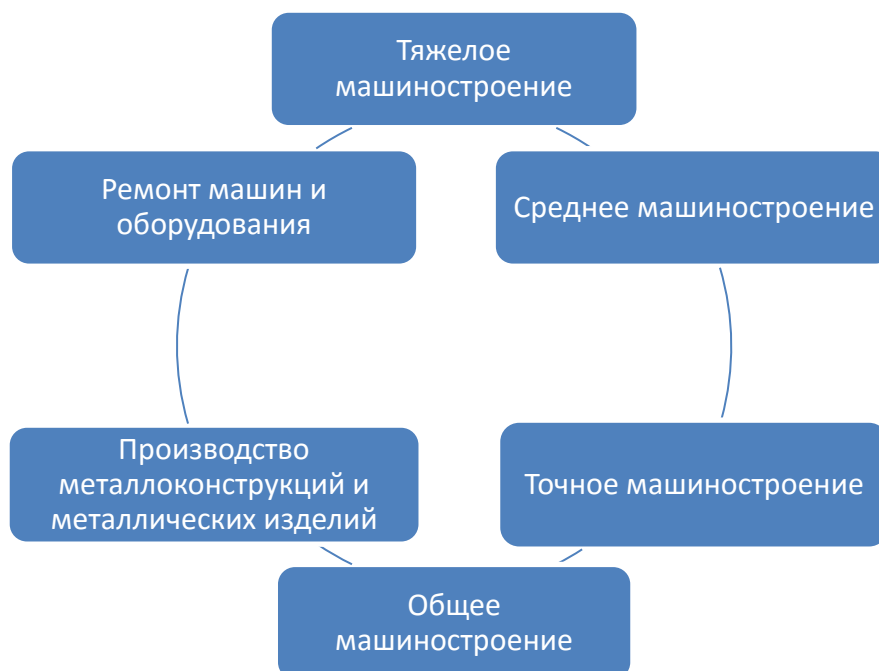 Тяжелое
машиностроение
Среднее машиностроение
Точное машиностроение
Общее
машиностроение
Производство
металлоконструкций и
металлических изделий
Ремонт машин и
оборудования